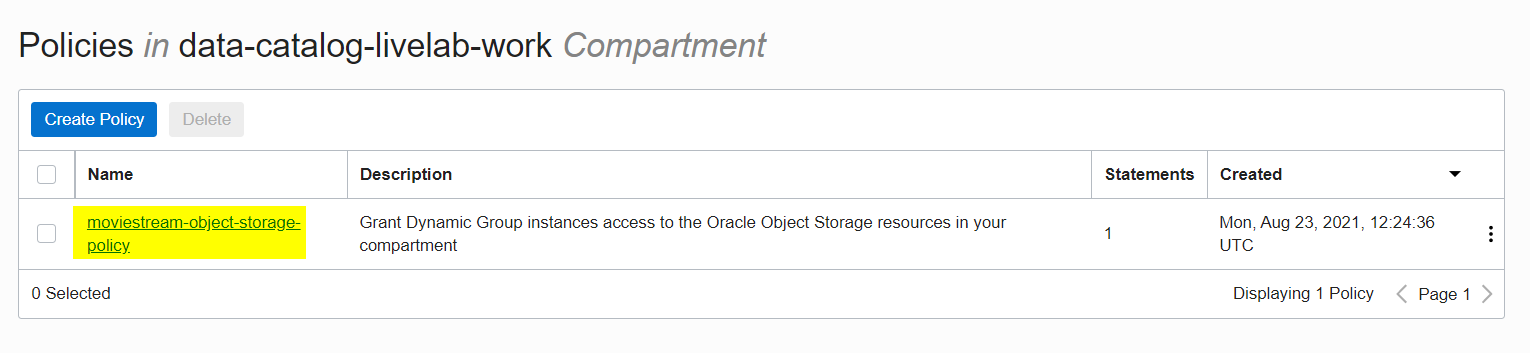 Policies in data-catalog-livelab-work Compartment
Create Policy Delete
Name Description Statements Created
moviestream-object-storage-
policy
Grant Dynamic Group instances access to the Oracle Object Storage resources in your
compartment
1
Mon, Aug 23, 2021, 12:24:36
UTC
0 Selected
Displaying 1 Policy Page 1